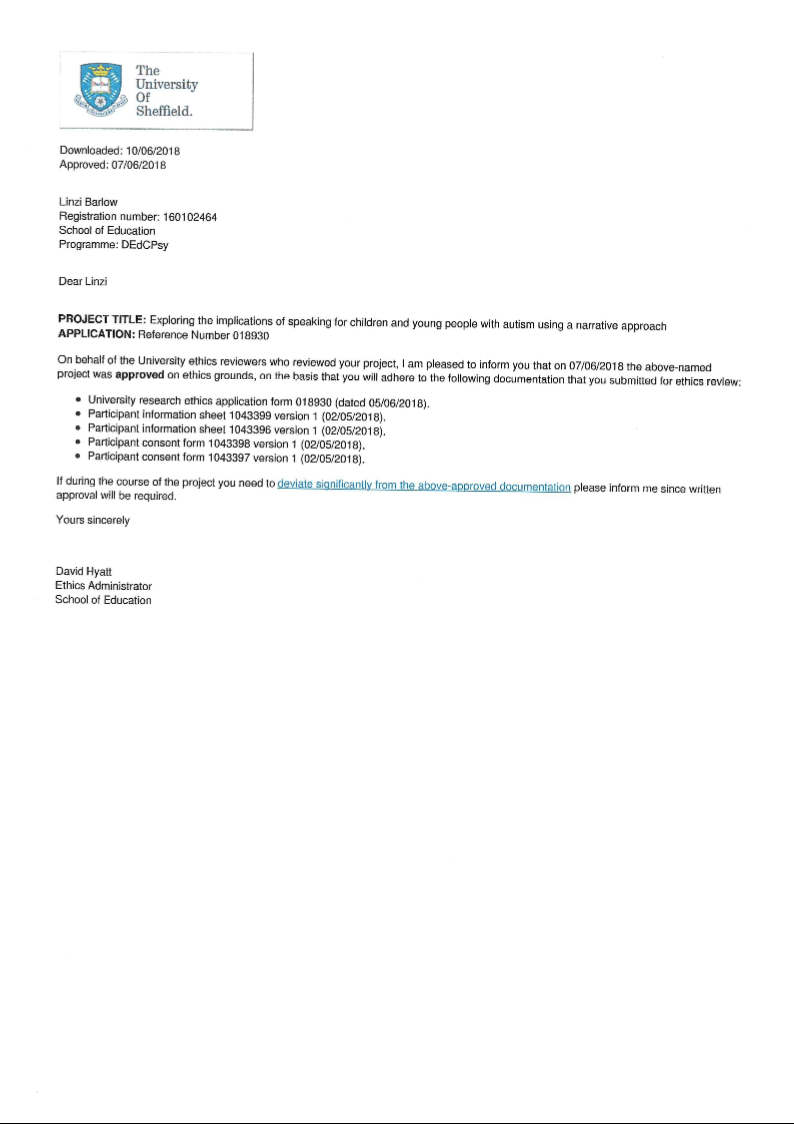 The
University
Of
Sheffield.
Downloaded: 10/06/2018
Approved: 07/06/2018
Linzi Barlow
Registration number: 160102464
School of Education
Programme: DEdCPsy
Dear Linzi
PROJECT TITLE: Exploring the implications of speaking for children and young people with autism using a narrative approach
APPLICATION: Reference Number 018930
On behalf of the University ethics reviewers who reviewed your project, I am pleased to inform you that on 07/06/2018 the above-named
project was approved on ethics grounds, on the basis that you will adhere to the following documentation that you submitted for ethics review:
• University research ethics application form 018930 (dated 05/06/2018).
• Participant information sheet 1043399 version 1 (02/05/2018).
• Participant information sheet 1043396 version 1 (02/05/2018).
• Participant consent form 1043398 version 1 (02/05/2018).
• Participant consent form 1043397 version 1 (02/05/2018).
If during the course of the project you need to deviate significantly from the above-approved documentation please inform me since written
approval will be required.
Yours sincerely
David Hyatt
Ethics Administrator
School of Education